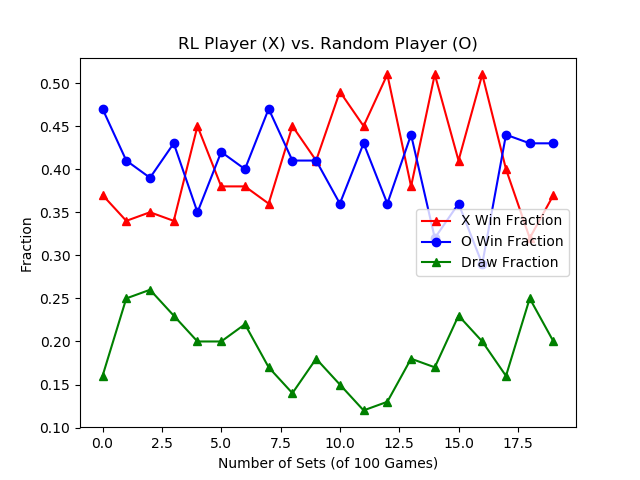 RL Player (X) vs. Random Player (O)
0.50
0.45
0.40
0.35
0.30
0.25
0.20
0.15
0.10
Fraction
X Win Fraction
O Win Fraction
Draw Fraction
0.0 2.5 5.0 7.5 10.0 12.5 15.0 17.5
Number of Sets (of 100 Games)